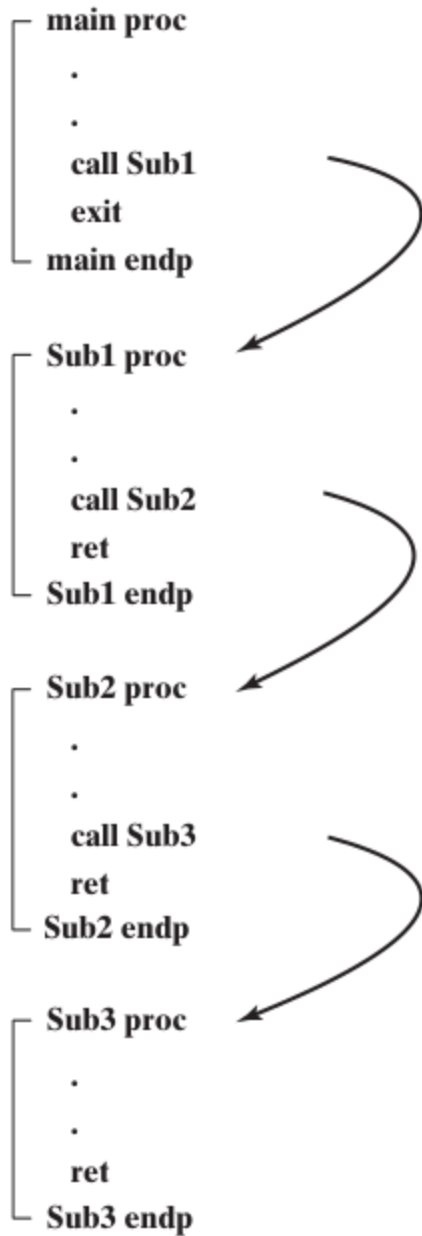 main proc
.
.
call Sub1
exit
main endp
Sub1 proc
.
.
call Sub2
ret
Sub1 endp
Sub2 proc
.
.
call Sub3
ret
Sub2 endp
Sub3 proc
.
.
ret
Sub3 endp